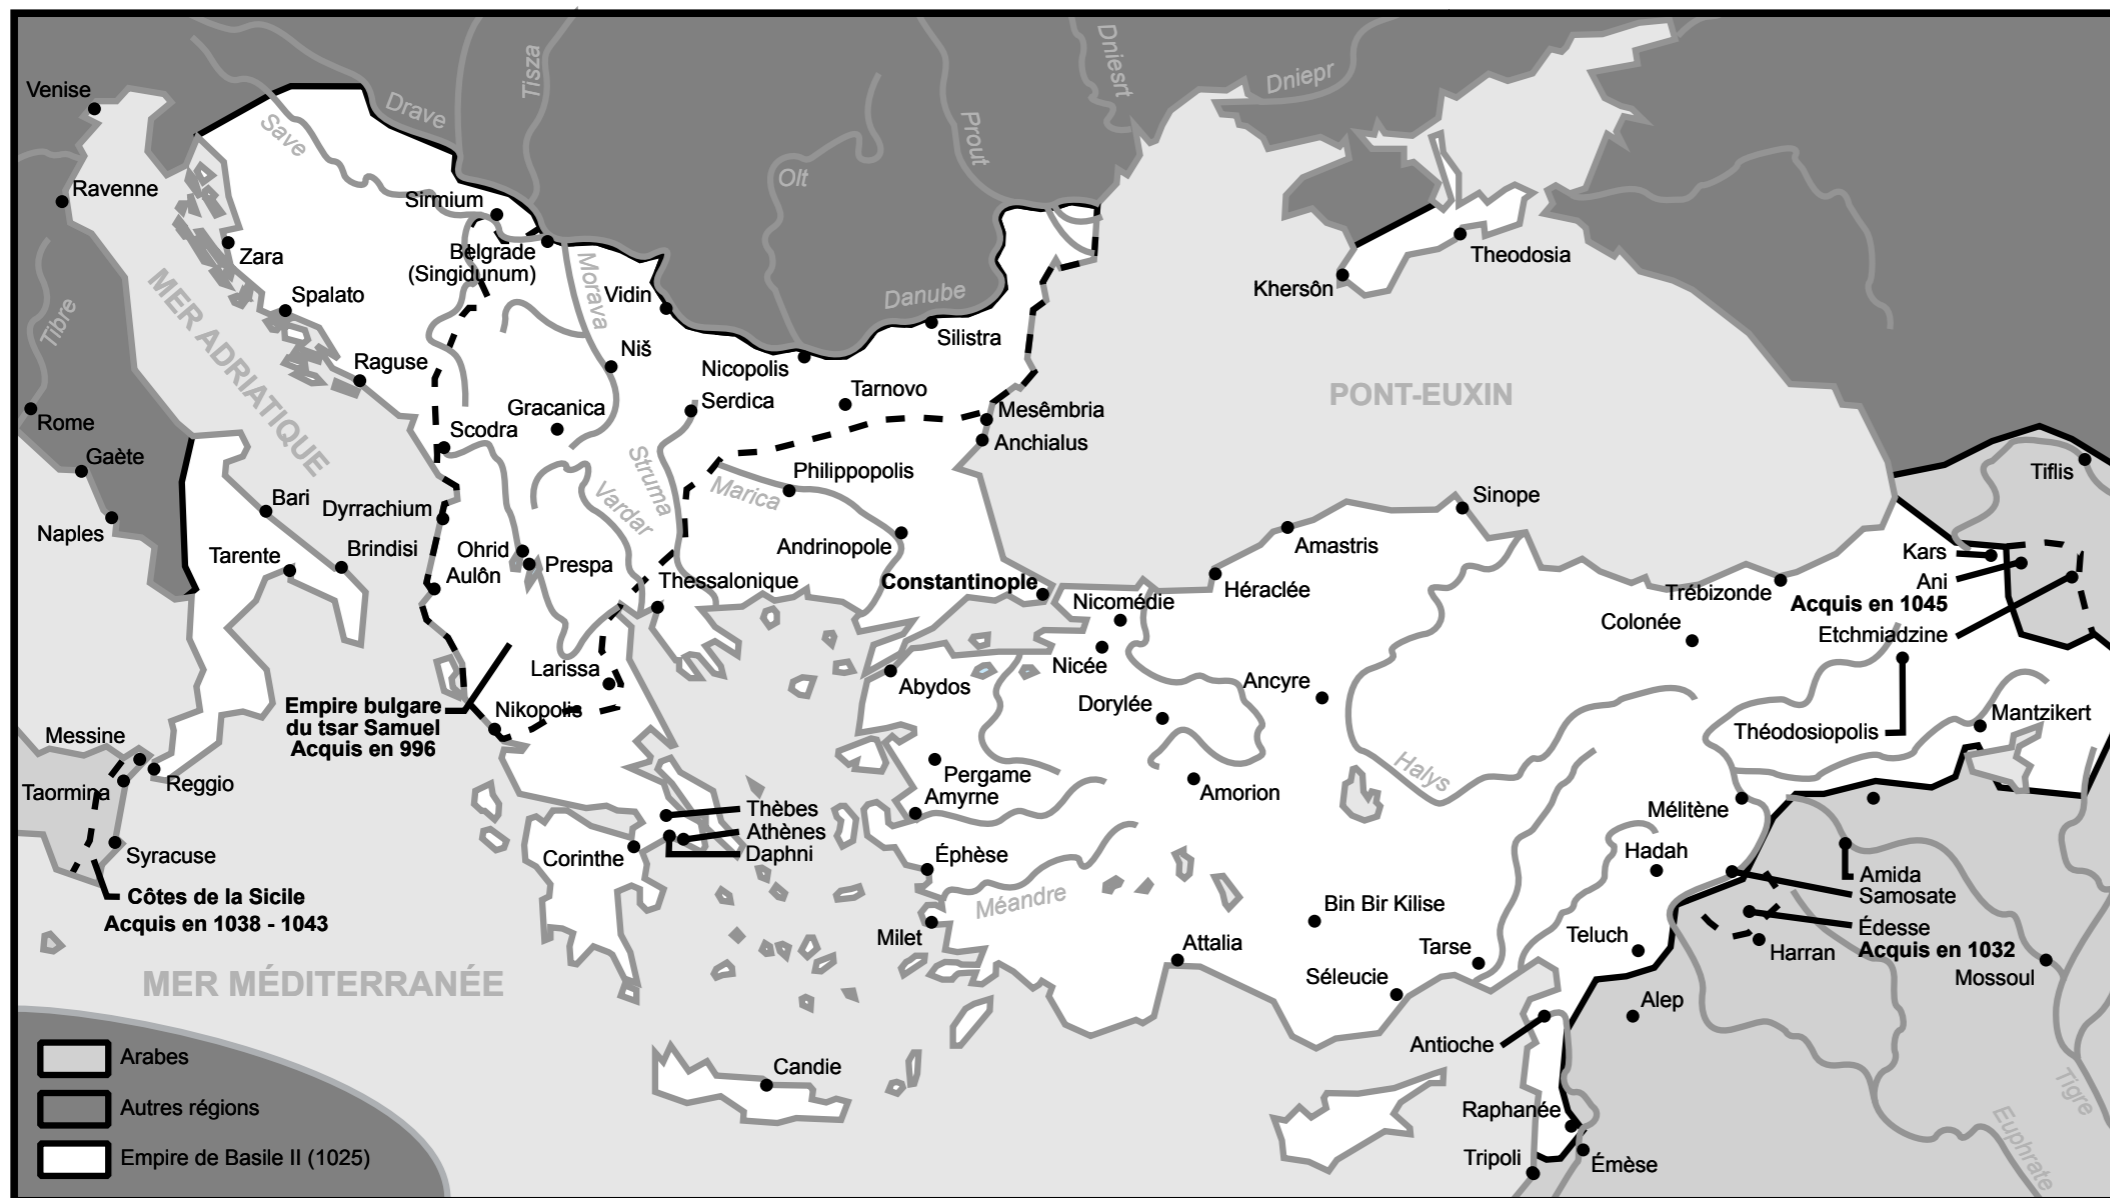 Venise
Ravenne
Tibre
Rome
Gaète
Naples
MER ADRIATIQUE
Zara
Spalato
Raguse
Save
Drave
Tisza
Sirmium
Belgrade
(Singidunum)
Morava
Vidin
Niš
Olt
Prout
Dniesrt
Dniepr
Danube
Silistra
Nicopolis
Tarnovo
Serdica
Gracanica
Scodra
Mesêmbria
Anchialus
Philippopolis
Marica
Struma
Vardar
Andrinopole
Khersôn
Theodosia
PONT-EUXIN
Bari
Brindisi
Tarente
Dyrrachium
Ohrid
Aulôn
Prespa
Thessalonique
Constantinople
Nicomédie
Nicée
Héraclée
Amastris
Sinope
Trébizonde
Colonée
Tiflis
Kars
Ani
Acquis en 1045
Etchmiadzine
Théodosiopolis
Mantzikert
Larissa
Nikopolis
Empire bulgare
du tsar Samuel
Acquis en 996
Abydos
Dorylée
Ancyre
Halys
Pergame
Amyrne
Amorion
Messine
Taormina
Reggio
Syracuse
Côtes de la Sicile
Acquis en 1038 - 1043
Thèbes
Athènes
Daphni
Corinthe
Éphèse
Méandre
Milet
Attalia
Bin Bir Kilise
Séleucie
Tarse
Mélitène
Hadah
Teluch
Amida
Samosate
Édesse
Acquis en 1032
Harran
Mossoul
Alep
Antioche
Raphanée
Tripoli
Émèse
Tigre
Euphrate
Candie
MER MÉDITERRANÉE
Arabes
Autres régions
Empire de Basile II (1025)